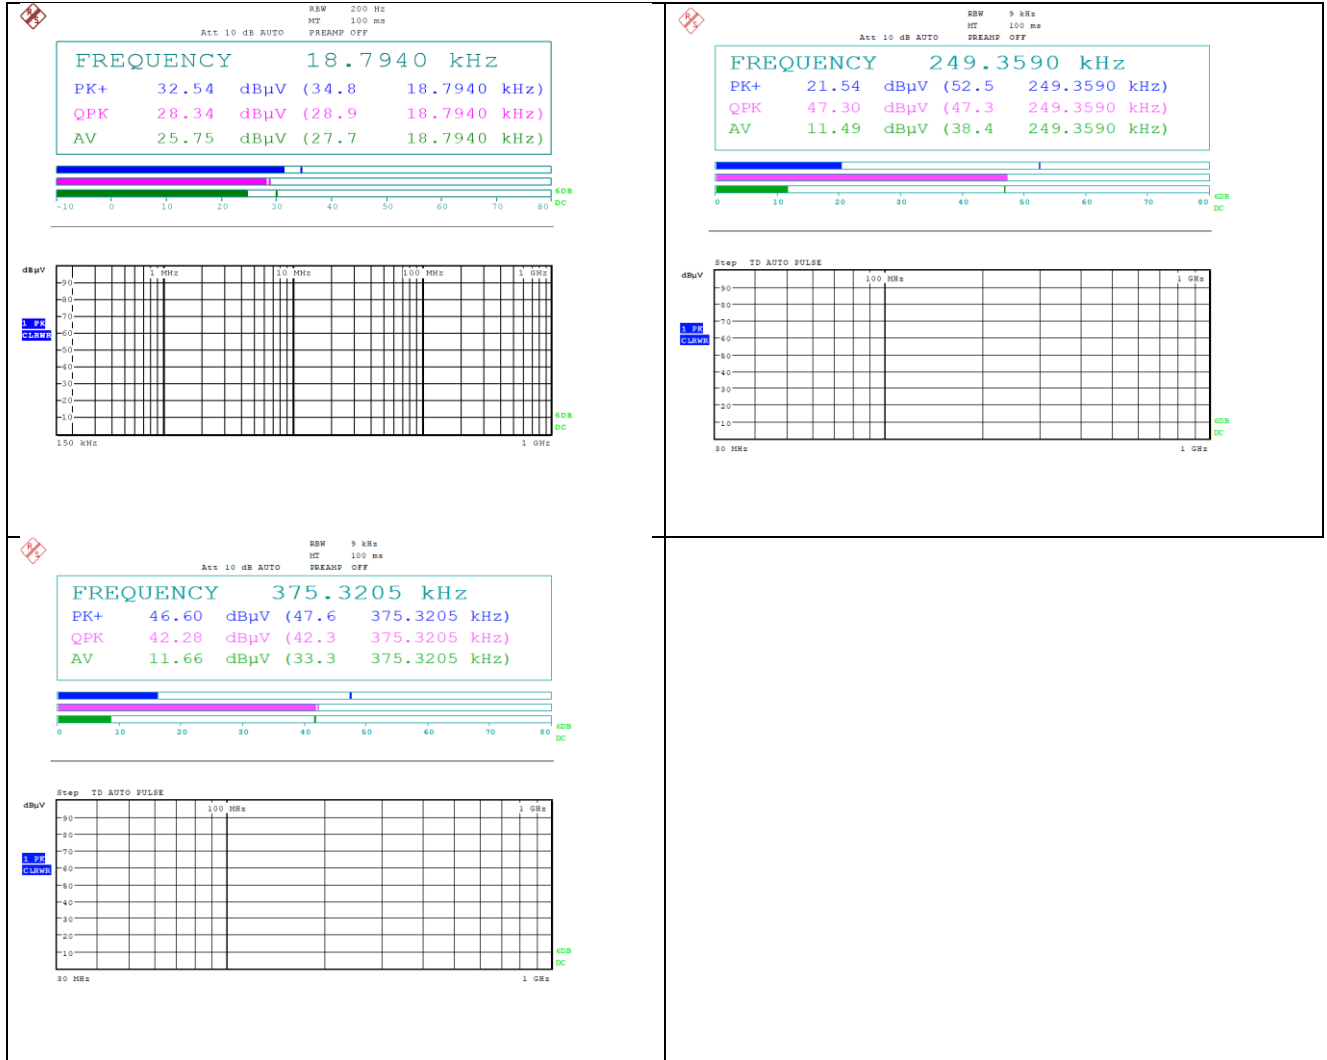 RBW 200 Hz
MT 100 ms
Att 10 dB AUTO PREAMP OFF
FREQUENCY 18.7940 kHz
PK+ 32.54 dBµV (34.8 18.7940 kHz)
QPK 28.34 dBµV (28.9 18.7940 kHz)
AV 25.75 dBµV (27.7 18.7940 kHz)
6DB
-10 0 10 20 30 40 50 60 70 80 DC
dBµV 1 MHz 10 MHz 100 MHz 1 GHz
90
80
70
1 PK
CLRWR 60
50
40
30
20
10 6DB
DC
150 kHz 1 GHz
RBW 9 kHz
MT 100 ms
Att 10 dB AUTO PREAMP OFF
FREQUENCY 249.3590 kHz
PK+ 21.54 dBµV (52.5 249.3590 kHz)
QPK 47.30 dBµV (47.3 249.3590 kHz)
AV 11.49 dBµV (38.4 249.3590 kHz)
6DB
0 10 20 30 40 50 60 70 80 DC
Step TD AUTO PULSE
dBµV 100 MHz 1 GHz
90
80
70
1 PK
CLRWR 60
50
40
30
20
10 6DB
DC
30 MHz 1 GHz
RBW 9 kHz
MT 100 ms
Att 10 dB AUTO PREAMP OFF
FREQUENCY 375.3205 kHz
PK+ 46.60 dBµV (47.6 375.3205 kHz)
QPK 42.28 dBµV (42.3 375.3205 kHz)
AV 11.66 dBµV (33.3 375.3205 kHz)
6DB
0 10 20 30 40 50 60 70 80 DC
Step TD AUTO PULSE
dBµV 100 MHz 1 GHz
90
80
70
1 PK
CLRWR 60
50
40
30
20
10 6DB
DC
30 MHz 1 GHz